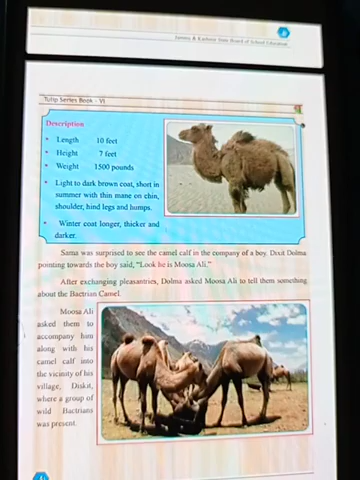 Jammu & Kashmir State Board of School Education
Tulip Series Book - VI
Description
• Length 10 feet
• Height 7 feet
• Weight 1500 pounds
• Light to dark brown coat, short in
summer with thin mane on chin,
shoulder, hind legs and humps.
• Winter coat longer, thicker and
darker.
Sama was surprised to see the camel calf in the company of a boy. Dixit Dolma
pointing towards the boy said, "Look he is Moosa Ali."
After exchanging pleasantries, Dolma asked Moosa Ali to tell them something
about the Bactrian Camel.
Moosa Ali
asked them to
accompany him
along with his
camel calf into
the vicinity of his
village, Diskit,
where a group of
wild Bactrians
was present.